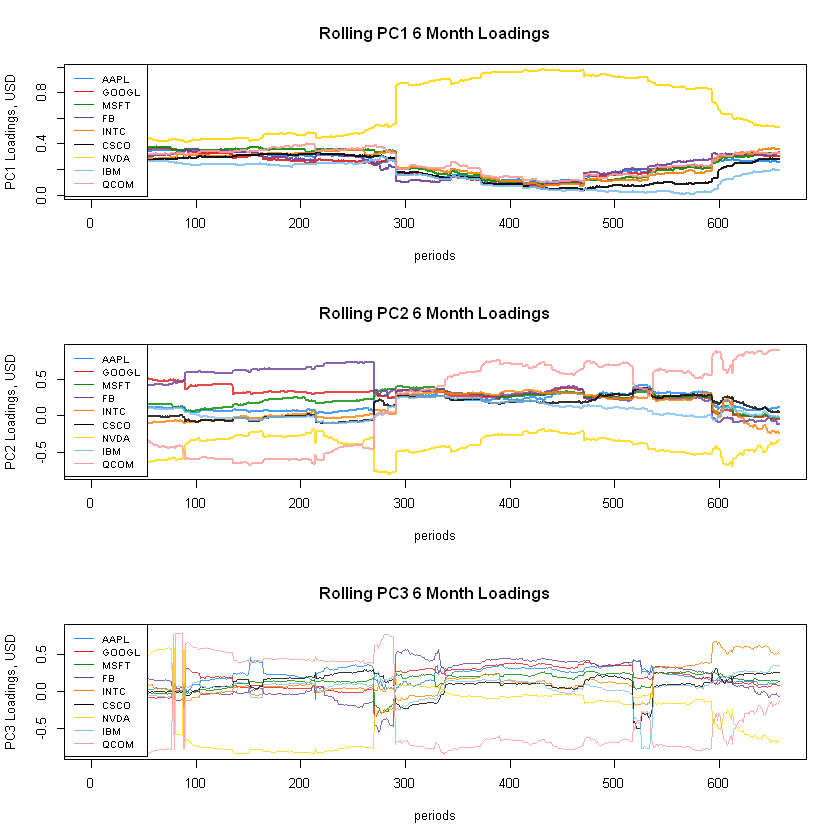 Rolling PC1 6 Month Loadings
PC1 Loadings, USD
0.0 0.4 0.8
AAPL
GOOGL
MSFT
FB
INTC
CSCO
NVDA
IBM
QCOM
0 100 200 300 400 500 600
periods
Rolling PC2 6 Month Loadings
PC2 Loadings, USD
-0.5 0.0 0.5
AAPL
GOOGL
MSFT
FB
INTC
CSCO
NVDA
IBM
QCOM
0 100 200 300 400 500 600
periods
Rolling PC3 6 Month Loadings
PC3 Loadings, USD
-0.5 0.0 0.5
AAPL
GOOGL
MSFT
FB
INTC
CSCO
NVDA
IBM
QCOM
0 100 200 300 400 500 600
periods